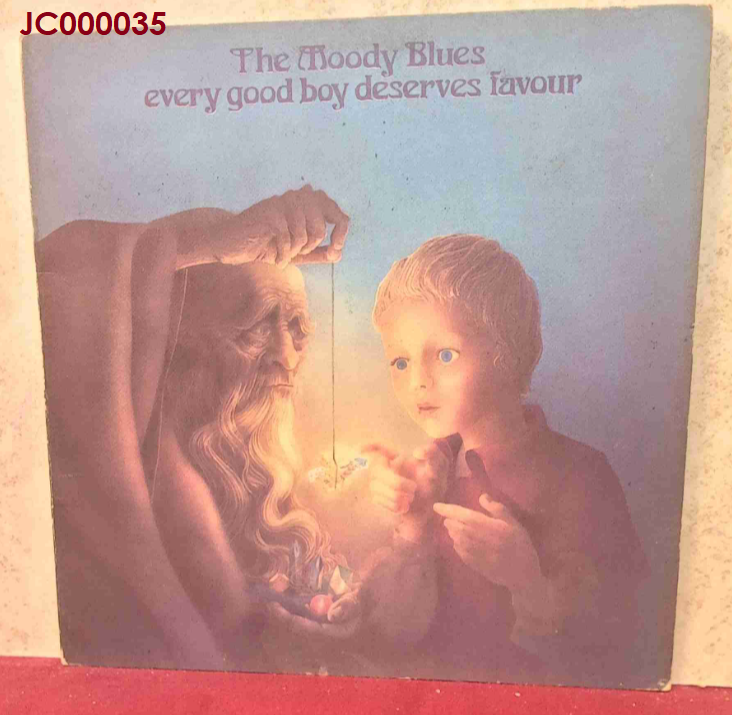 JC000035
The Moody Blues
every good boy deserves favour